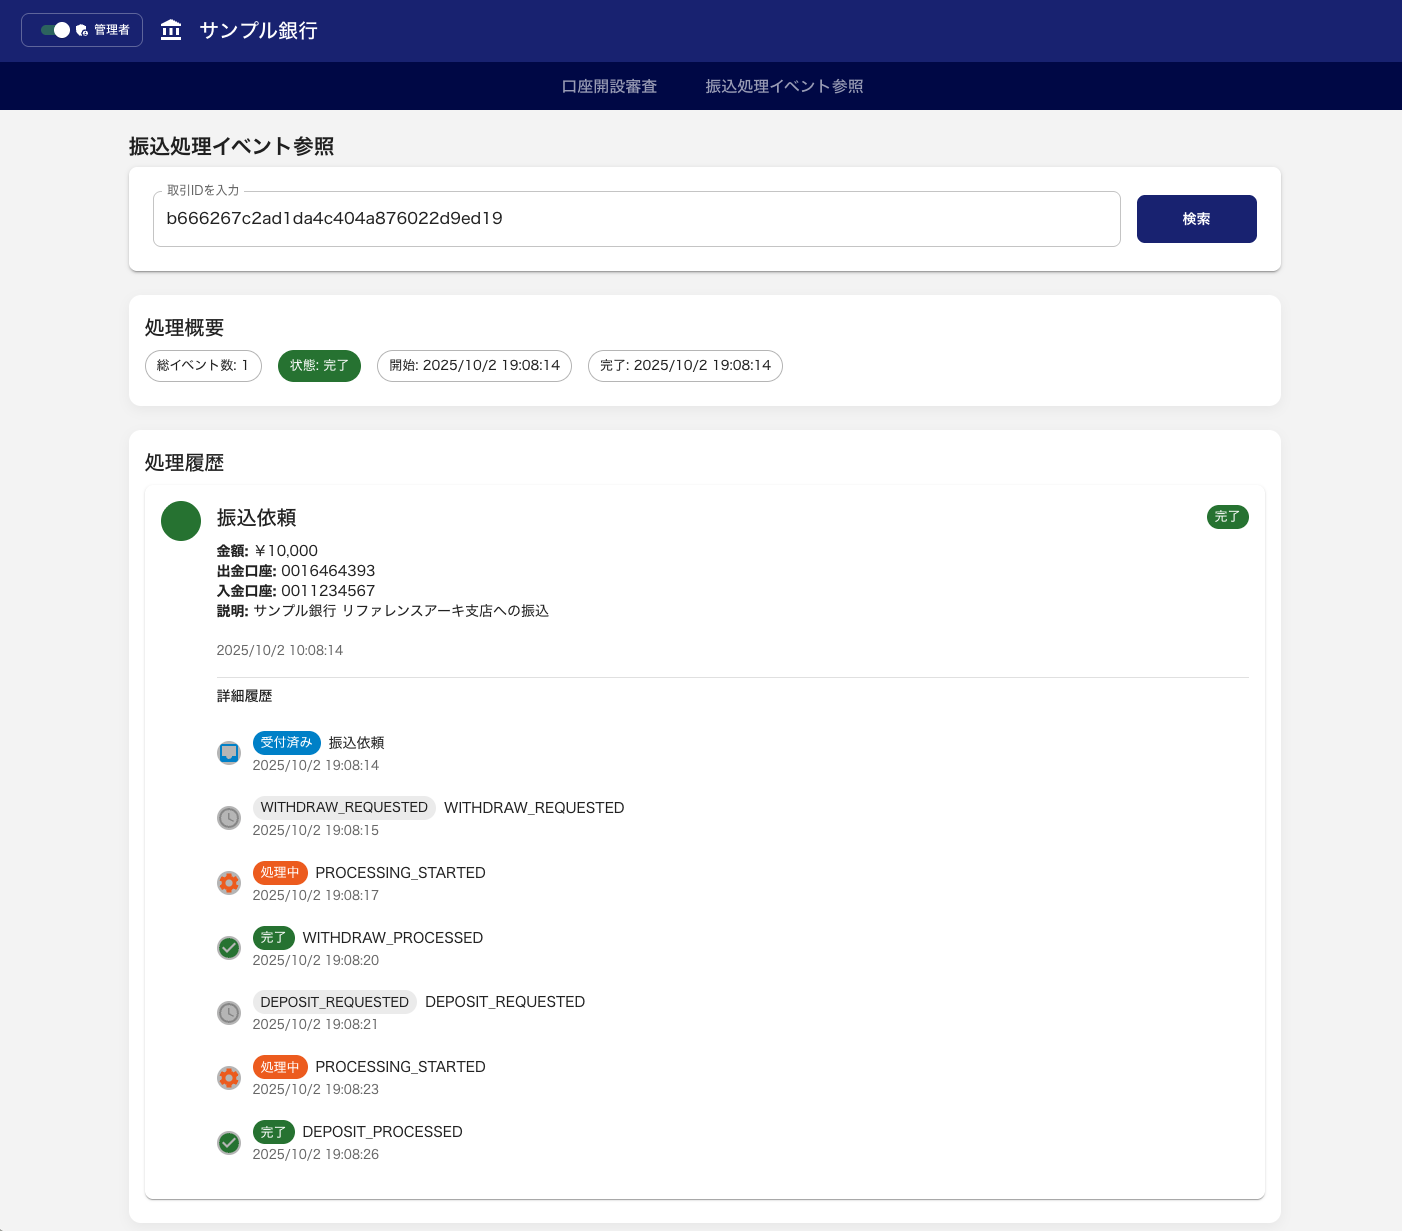 管理者
サンプル銀行
口座開設審査 振込処理イベント参照
振込処理イベント参照
取引IDを入力
b666267c2ad1da4c404a876022d9ed19
検索
処理概要
総イベント数: 1 状態: 完了 開始: 2025/10/2 19:08:14 完了: 2025/10/2 19:08:14
処理履歴
振込依頼 完了
金額: ￥10,000
出金口座: 0016464393
入金口座: 0011234567
説明: サンプル銀行 リファレンスアーキ支店への振込
2025/10/2 10:08:14
詳細履歴
受付済み 振込依頼
2025/10/2 19:08:14
WITHDRAW_REQUESTED WITHDRAW_REQUESTED
2025/10/2 19:08:15
処理中 PROCESSING_STARTED
2025/10/2 19:08:17
完了 WITHDRAW_PROCESSED
2025/10/2 19:08:20
DEPOSIT_REQUESTED DEPOSIT_REQUESTED
2025/10/2 19:08:21
処理中 PROCESSING_STARTED
2025/10/2 19:08:23
完了 DEPOSIT_PROCESSED
2025/10/2 19:08:26